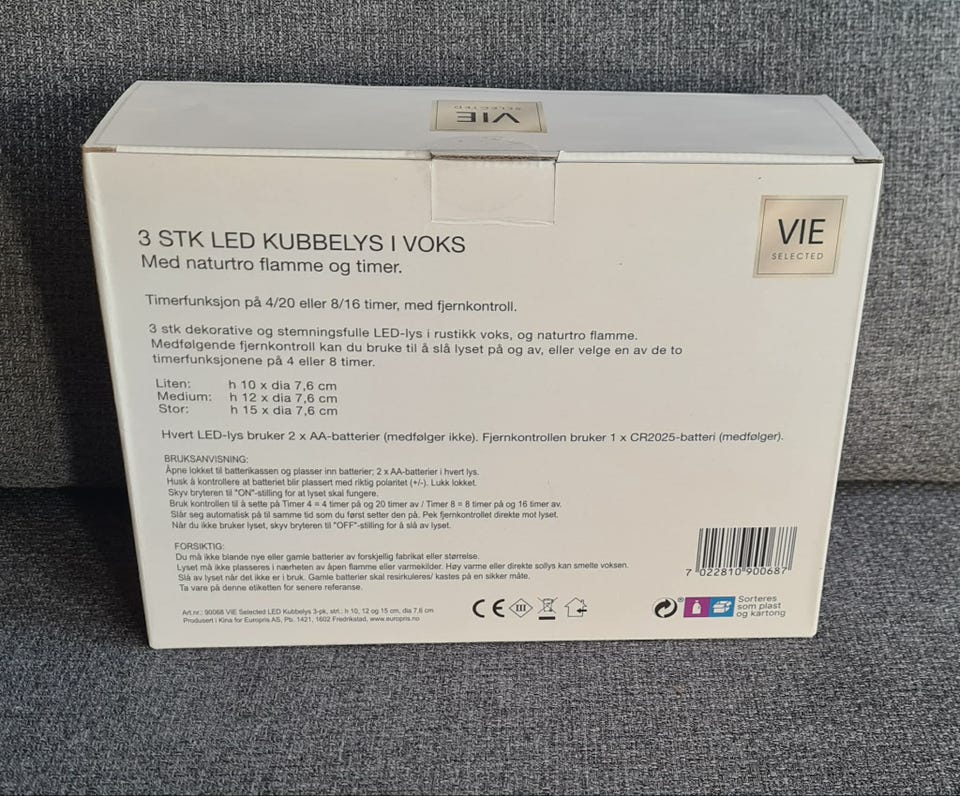 VIE
SELECTED
VIE
SELECTED
3 STK LED KUBBELYS I VOKS
Med naturtro flamme og timer.
Timerfunksjon på 4/20 eller 8/16 timer, med fjernkontroll.
3 stk dekorative og stemningsfulle LED-lys i rustikk voks, og naturtro flamme.
Medfølgende fjernkontroll kan du bruke til å slå lyset på og av, eller velge en av de to
timerfunksjonene på 4 eller 8 timer.
Liten: h 10 x dia 7,6 cm
Medium: h 12 x dia 7,6 cm
Stor: h 15 x dia 7,6 cm
Hvert LED-lys bruker 2 x AA-batterier (medfølger ikke). Fjernkontrollen bruker 1 x CR2025-batteri (medfølger).
BRUKSANVISNING:
Åpne lokket til batterikassen og plasser inn batterier; 2 x AA-batterier i hvert lys.
Husk å kontrollere at batteriet blir plassert med riktig polaritet (+/-). Lukk lokket.
Skyv bryteren til "ON"-stilling for at lyset skal fungere.
Bruk kontrollen til å sette på Timer 4 = 4 timer på og 20 timer av / Timer 8 = 8 timer på og 16 timer av.
Slår seg automatisk på til samme tid som du først setter den på. Pek fjernkontrollet direkte mot lyset.
Når du ikke bruker lyset, skyv bryteren til "OFF"-stilling for å slå av lyset.
FORSIKTIG:
Du må ikke blande nye eller gamle batterier av forskjellig fabrikat eller størrelse.
Lyset må ikke plasseres i nærheten av åpen flamme eller varmekilder. Høy varme eller direkte sollys kan smelte voksen.
Slå av lyset når det ikke er i bruk. Gamle batterier skal resirkuleres/ kastes på en sikker måte.
Ta vare på denne etiketten for senere referanse.
Art.nr.: 90068 VIE Selected LED Kubbelys 3-pk, str.: h 10, 12 og 15 cm, dia 7,6 cm
Produsert i Kina for Europris AS, Pb. 1421, 1602 Fredrikstad, www.europris.no
CE III
7 022810 900687
® Sorteres
som plast
og kartong